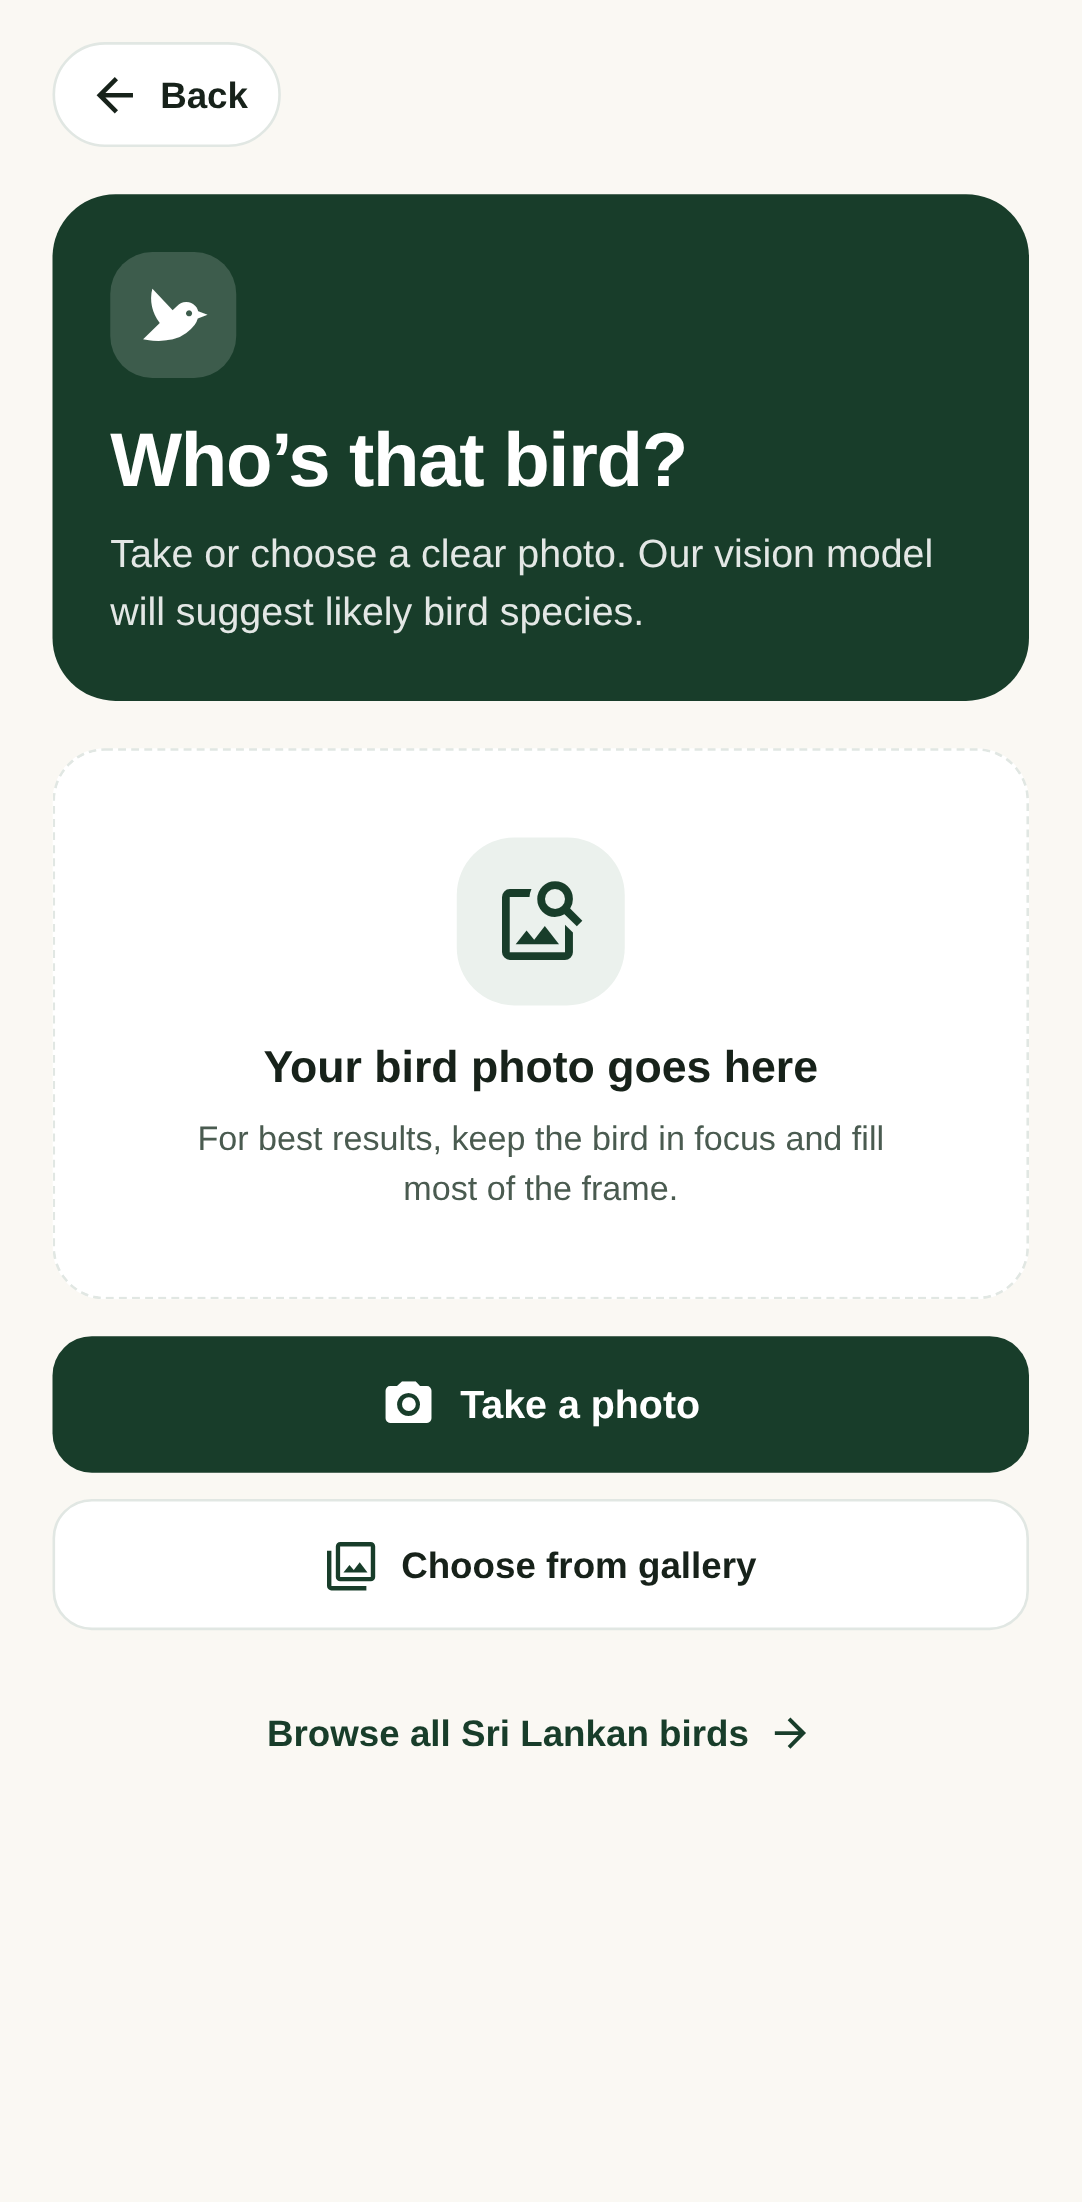 Back
Who’s that bird?
Take or choose a clear photo. Our vision model
will suggest likely bird species.
Your bird photo goes here
For best results, keep the bird in focus and fill
most of the frame.
Take a photo
Choose from gallery
Browse all Sri Lankan birds